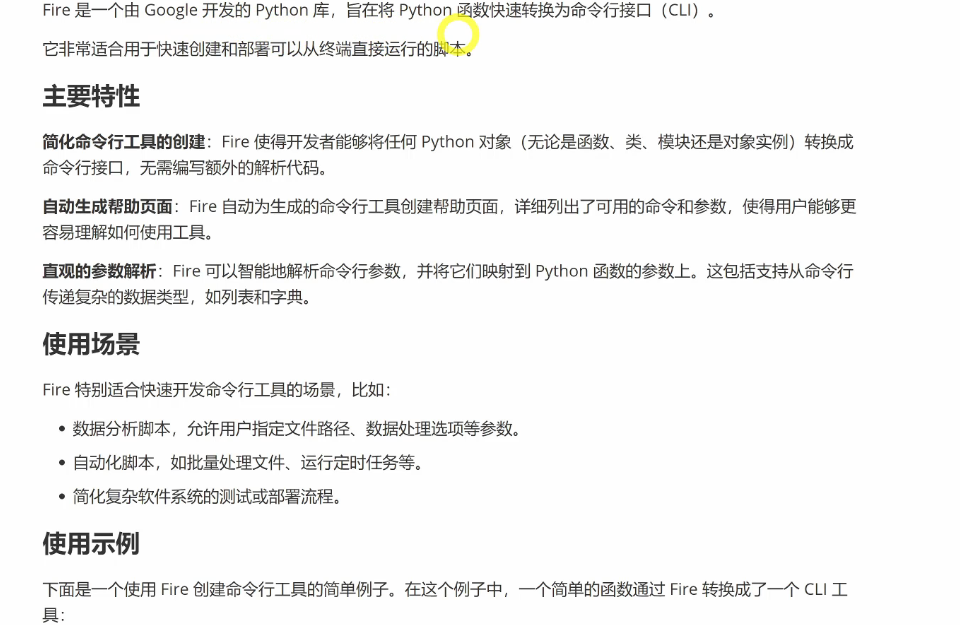 Fire 是一个由 Google 开发的 Python 库，旨在将 Python 函数快速转换为命令行接口（CLI）。
它非常适合用于快速创建和部署可以从终端直接运行的脚本。
主要特性
简化命令行工具的创建：Fire 使得开发者能够将任何 Python 对象（无论是函数、类、模块还是对象实例）转换成
命令行接口，无需编写额外的解析代码。
自动生成帮助页面：Fire 自动为生成的命令行工具创建帮助页面，详细列出了可用的命令和参数，使得用户能够更
容易理解如何使用工具。
直观的参数解析：Fire 可以智能地解析命令行参数，并将它们映射到 Python 函数的参数上。这包括支持从命令行
传递复杂的数据类型，如列表和字典。
使用场景
Fire 特别适合快速开发命令行工具的场景，比如：
• 数据分析脚本，允许用户指定文件路径、数据处理选项等参数。
• 自动化脚本，如批量处理文件、运行定时任务等。
• 简化复杂软件系统的测试或部署流程。
使用示例
下面是一个使用 Fire 创建命令行工具的简单例子。在这个例子中，一个简单的函数通过 Fire 转换成了一个 CLI 工
具：